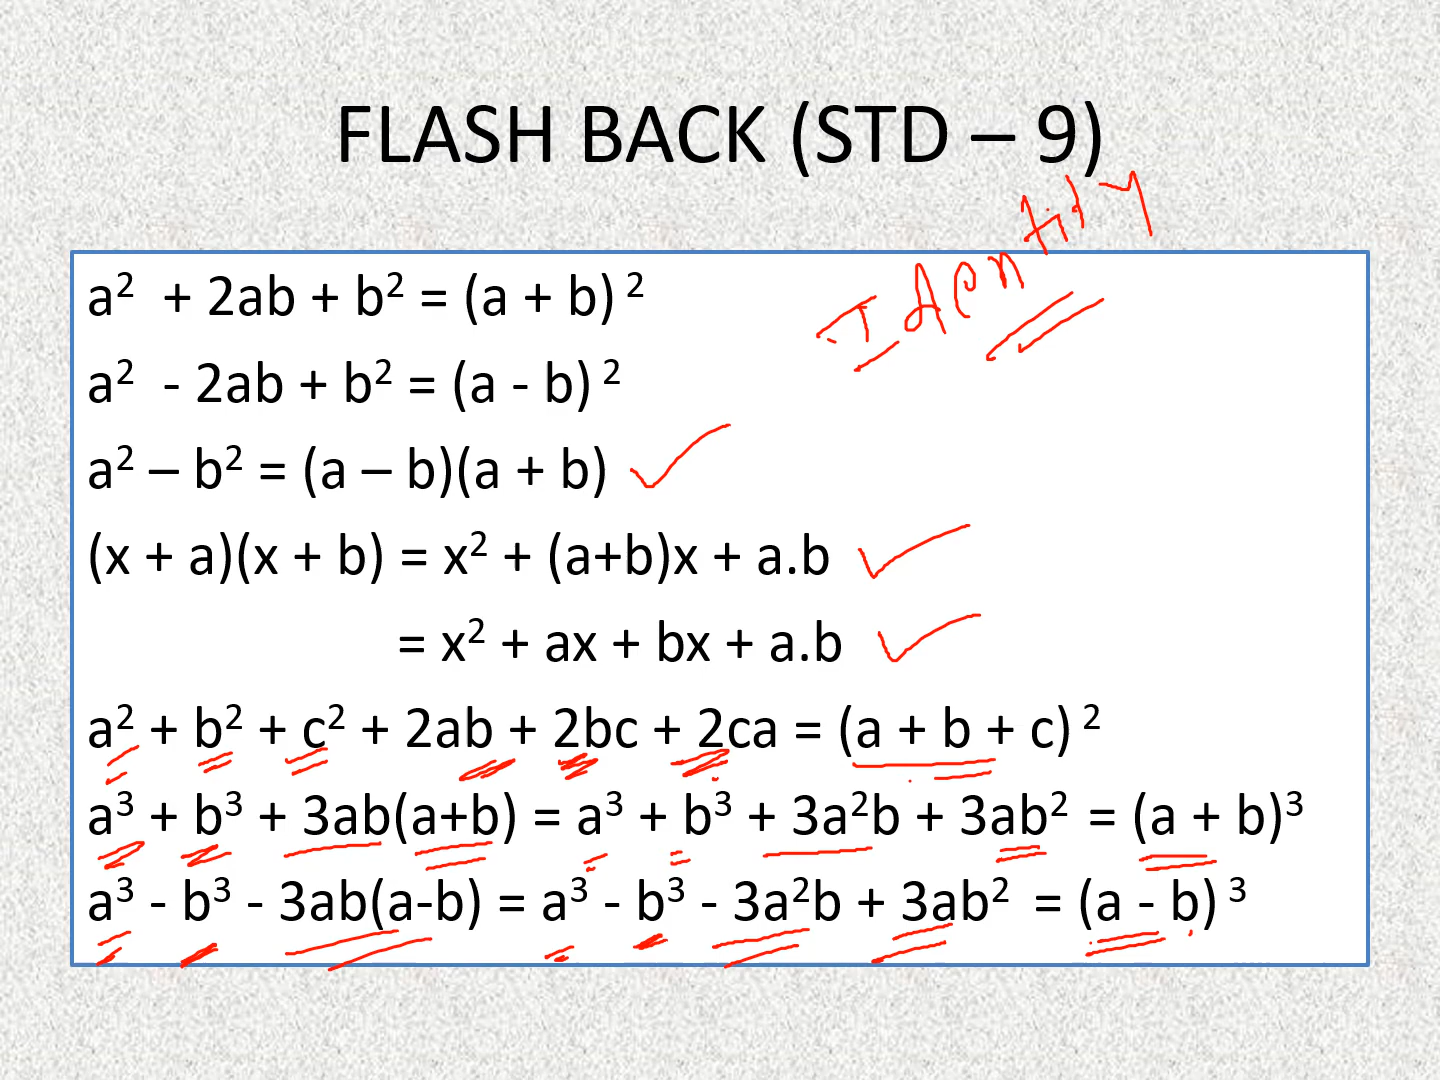 FLASH BACK (STD – 9)
Identity
a² + 2ab + b² = (a + b) ²
a² - 2ab + b² = (a - b) ²
a² – b² = (a – b)(a + b)
(x + a)(x + b) = x² + (a+b)x + a.b
= x² + ax + bx + a.b
a² + b² + c² + 2ab + 2bc + 2ca = (a + b + c) ²
a³ + b³ + 3ab(a+b) = a³ + b³ + 3a²b + 3ab² = (a + b)³
a³ - b³ - 3ab(a-b) = a³ - b³ - 3a²b + 3ab² = (a - b) ³